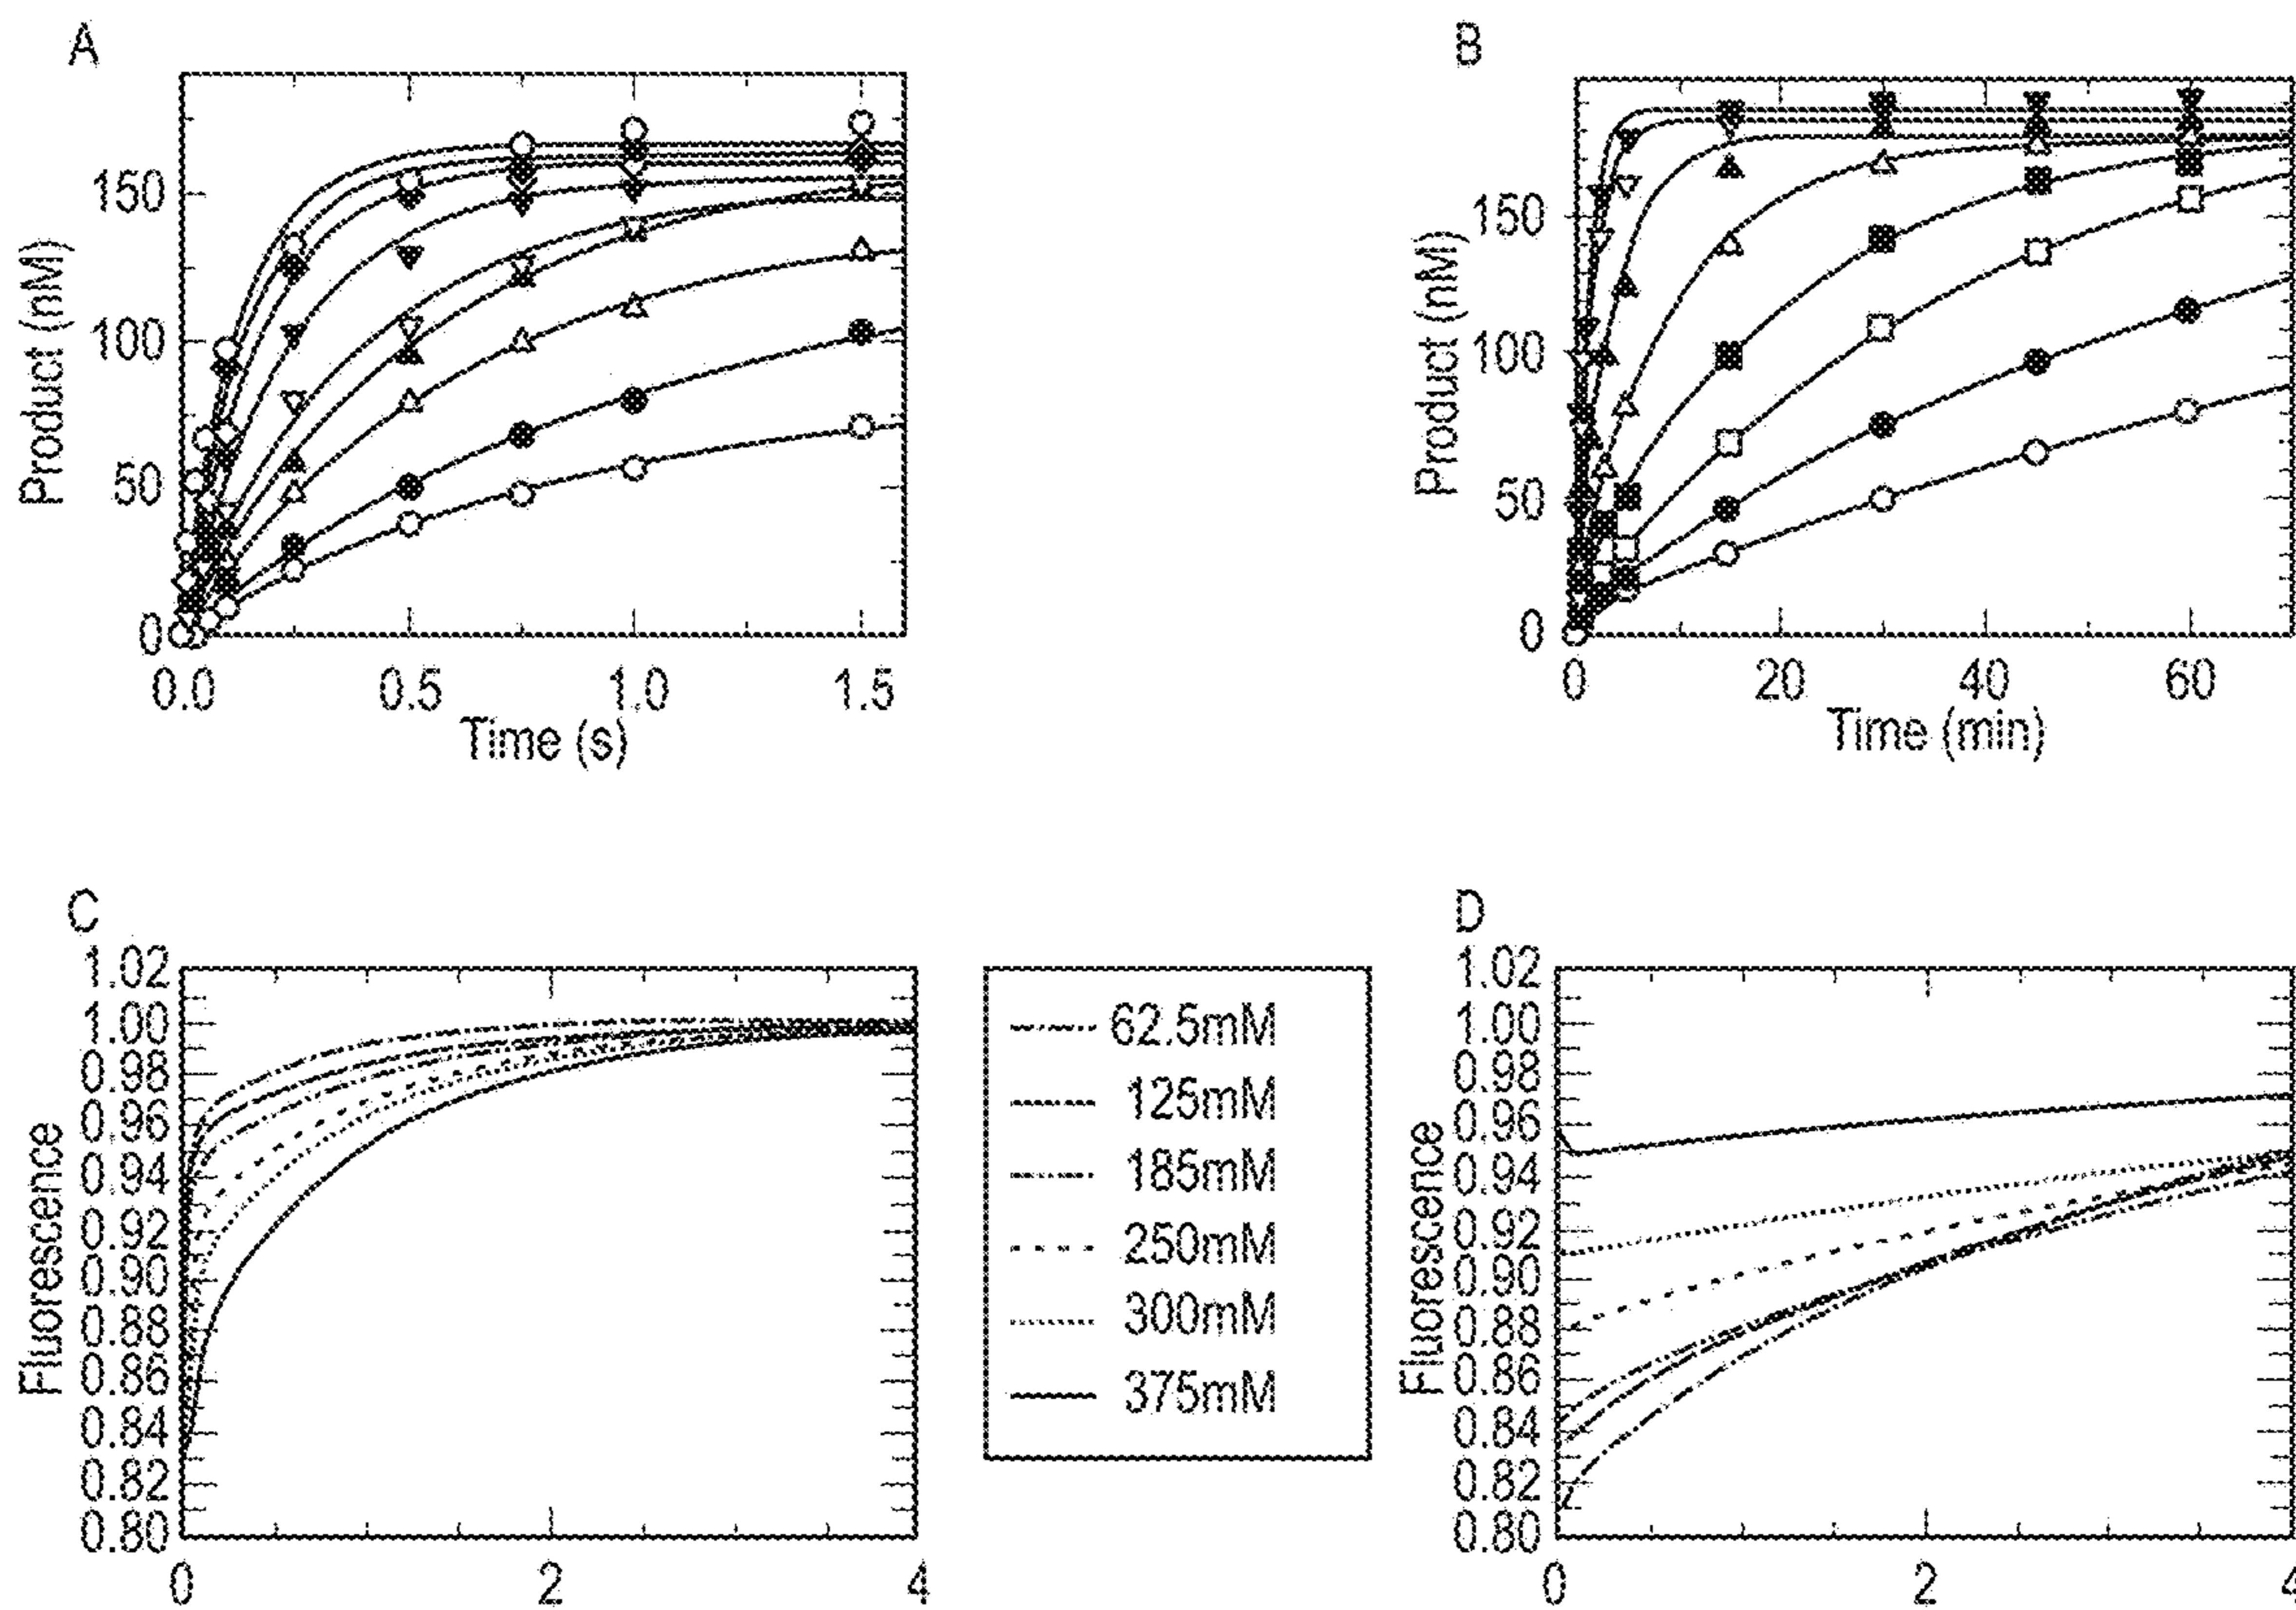 A
Product (nM)
150
100
50
0
0.0 0.5 1.0 1.5
Time (s)
B
Product (nM)
150
100
50
0
0 20 40 60
Time (min)
C
Fluorescence
1.02
1.00
0.98
0.96
0.94
0.92
0.90
0.88
0.86
0.84
0.82
0.80
0 2 4
62.5mM
125mM
185mM
250mM
300mM
375mM
D
Fluorescence
1.02
1.00
0.98
0.96
0.94
0.92
0.90
0.88
0.86
0.84
0.82
0.80
0 2 4